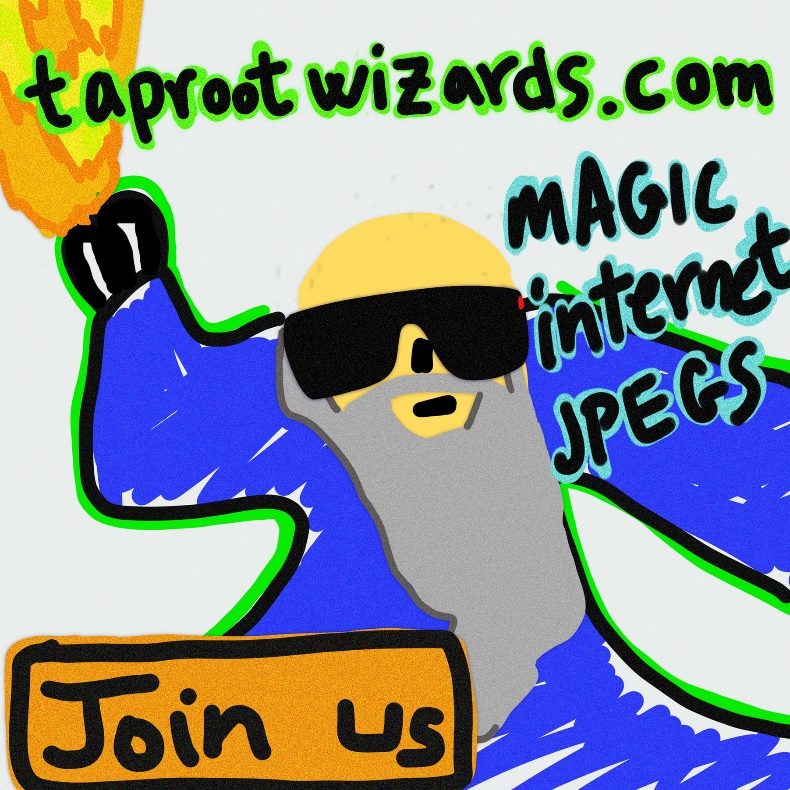 taproot wizards.com
MAGIC
internet
JPEGS
Join us